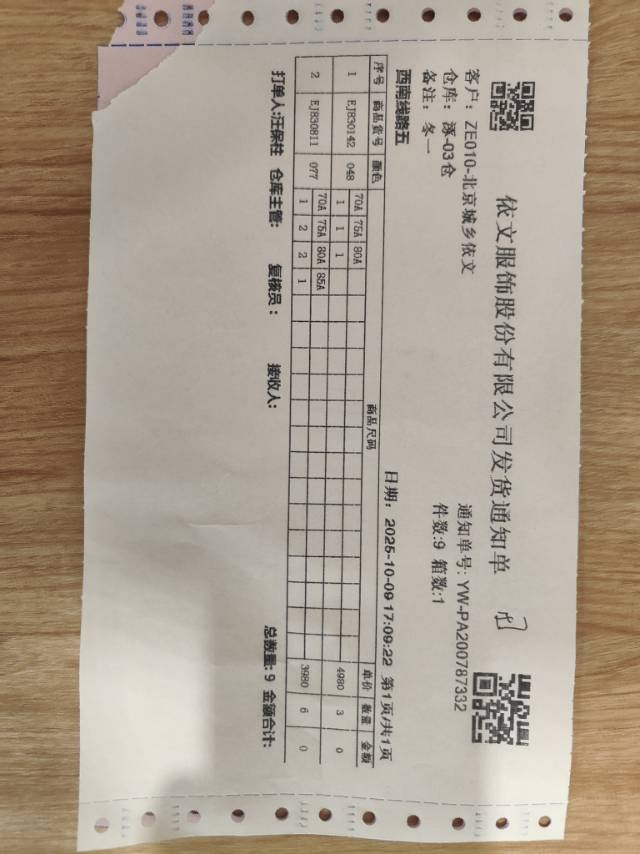 依文服饰股份有限公司发货通知单
客户: ZE010-北京城乡依文 通知单号: YW-PA200787332
仓库: 涿-03仓 件数:9 箱数:1
备注: 冬一
西南线路五 日期: 2025-10-09 17:09:22 第1页/共1页
序号 商品货号 颜色 商品尺码 单价 数量 金额
70A 75A 80A
1 EJ830142 048 1 1 1 4980 3 0
70A 75A 80A 85A
2 EJ830811 077 1 2 2 1 3980 6 0
打单人:汪保柱 仓库主管: 复核员: 接收人: 总数量: 9 金额合计: